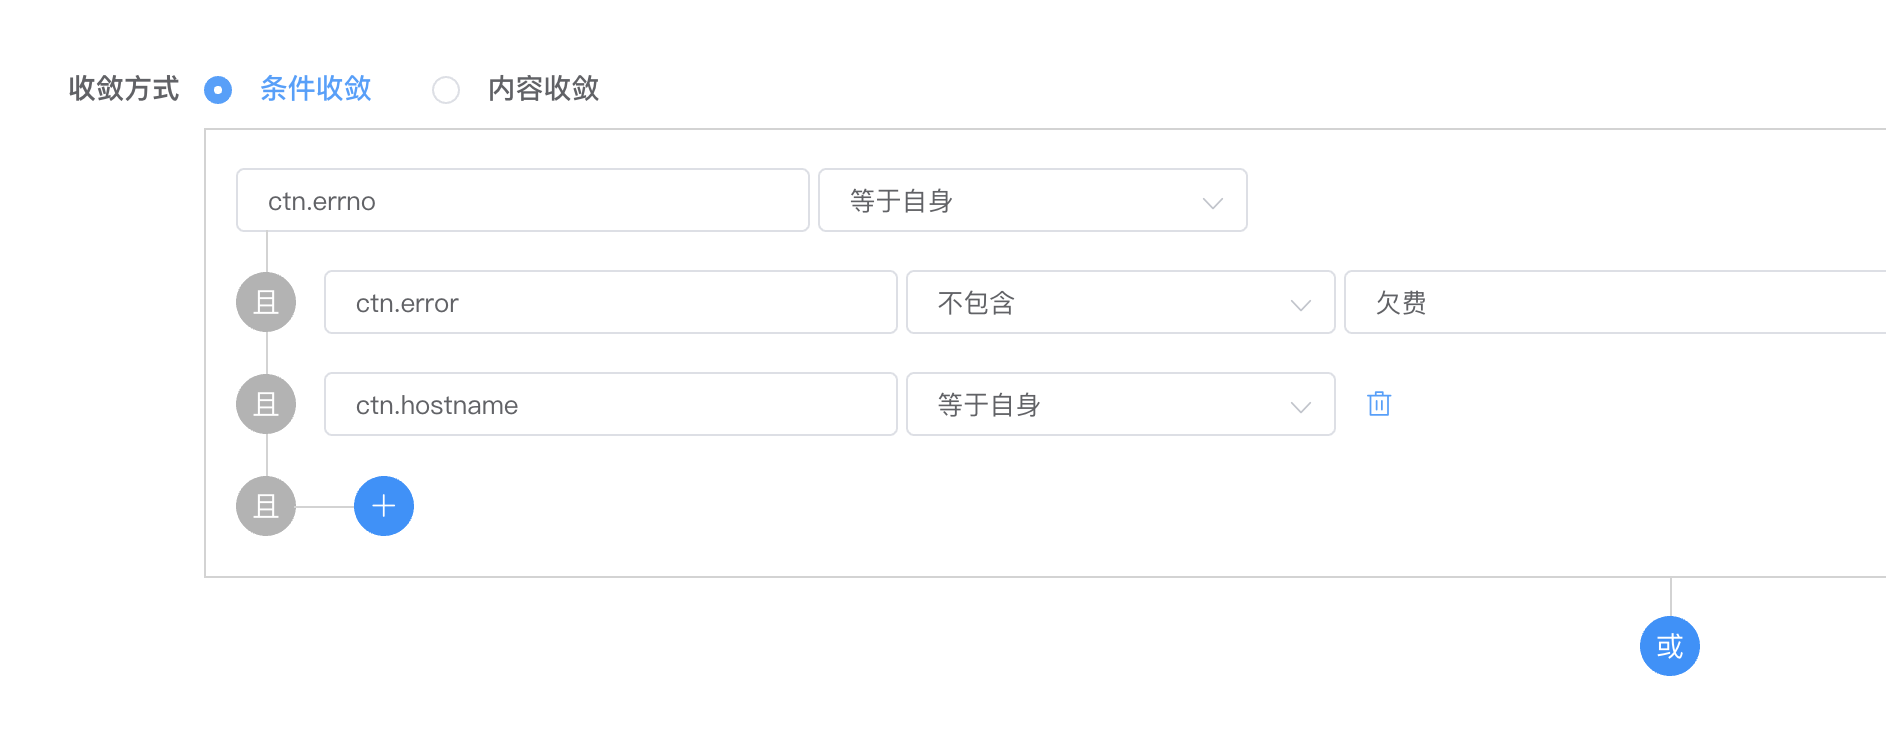 收敛方式 条件收敛 内容收敛
ctn.errno 等于自身
且 ctn.error 不包含 欠费
且 ctn.hostname 等于自身
且
或